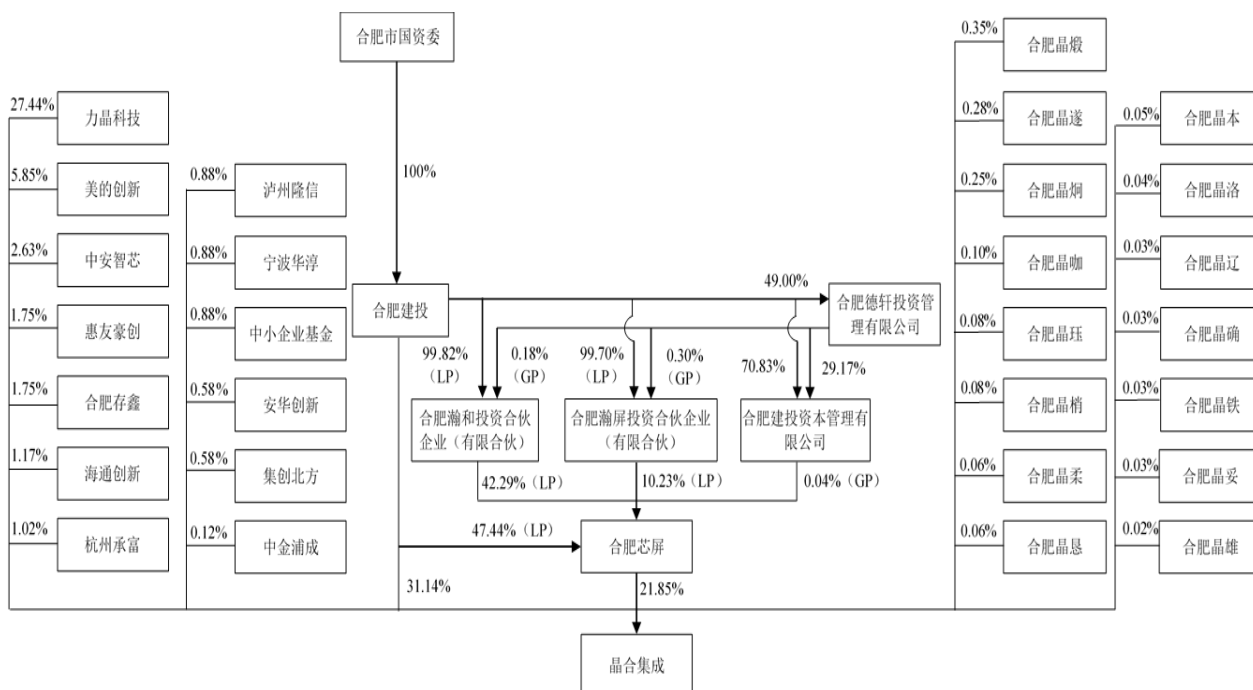 合肥市国资委
100%
27.44%
力晶科技
5.85%
美的创新
2.63%
中安智芯
1.75%
惠友豪创
1.75%
合肥存鑫
1.17%
海通创新
1.02%
杭州承富
0.88%
泸州隆信
0.88%
宁波华淳
0.88%
中小企业基金
0.58%
安华创新
0.58%
集创北方
0.12%
中金浦成
合肥建投
49.00%
合肥德轩投资管
理有限公司
99.82%
（LP）
0.18%
（GP）
99.70%
（LP）
0.30%
（GP）
70.83%
29.17%
合肥瀚和投资合伙
企业（有限合伙）
合肥瀚屏投资合伙企业
（有限合伙）
合肥建投资本管理有
限公司
42.29%（LP）
10.23%（LP）
0.04%（GP）
47.44%（LP）
合肥芯屏
31.14%
21.85%
晶合集成
0.35%
合肥晶煅
0.28%
合肥晶遂
0.25%
合肥晶炯
0.10%
合肥晶咖
0.08%
合肥晶珏
0.08%
合肥晶梢
0.06%
合肥晶柔
0.06%
合肥晶恳
0.05%
合肥晶本
0.04%
合肥晶洛
0.03%
合肥晶辽
0.03%
合肥晶确
0.03%
合肥晶铁
0.03%
合肥晶妥
0.02%
合肥晶雄